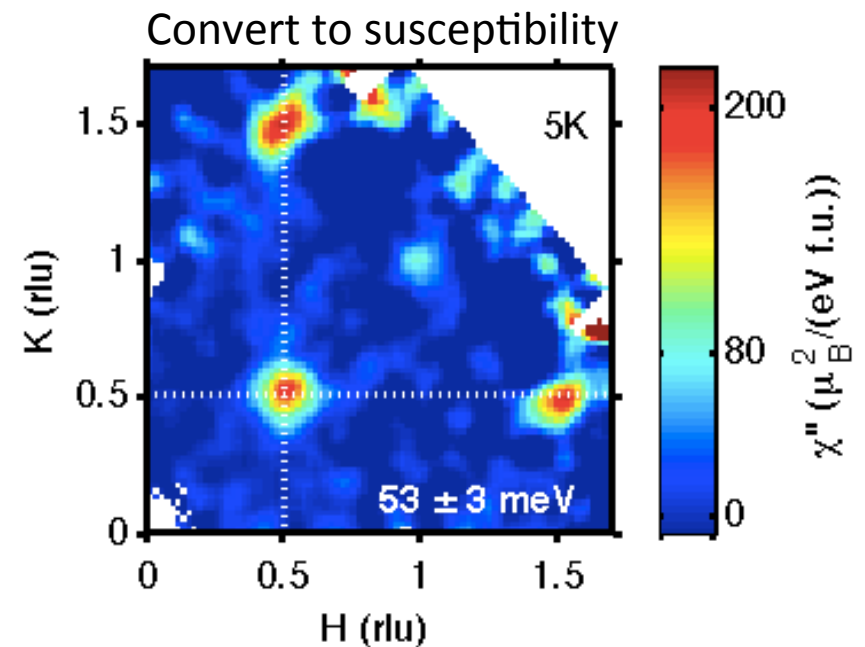 Convert to susceptibility
5K
53 ± 3 meV
K (rlu)
1.5
1
0.5
0
0
0.5
1
1.5
H (rlu)
200
80
0
χ" (μ²_B/(eV f.u.))